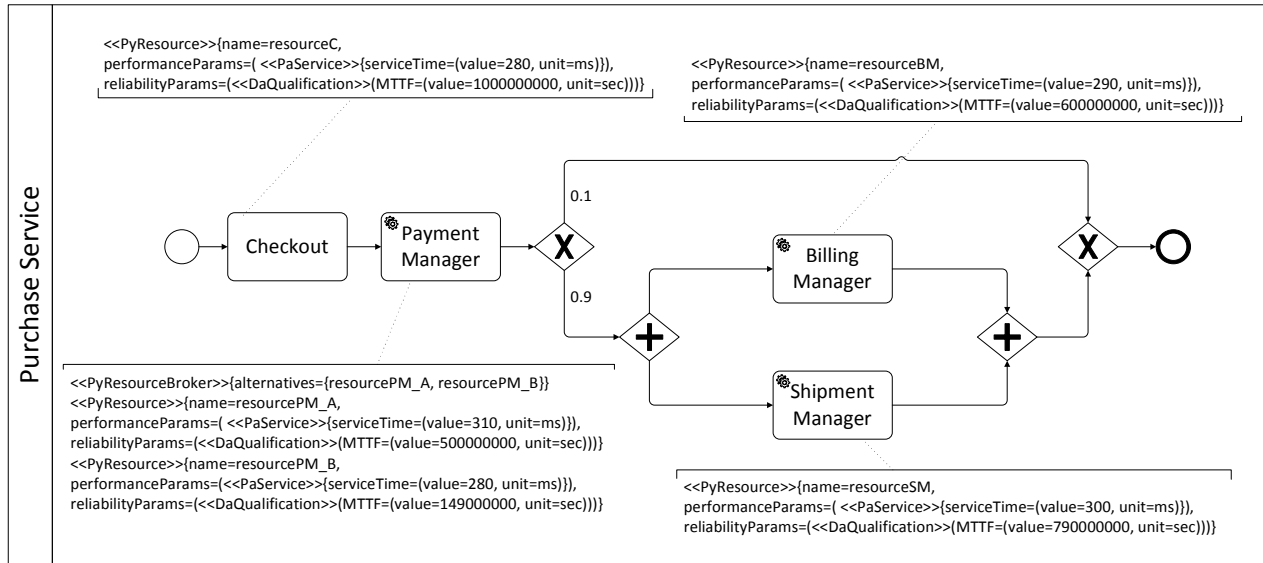 Purchase Service
<<PyResource>>{name=resourceC,
performanceParams=( <<PaService>>{serviceTime=(value=280, unit=ms)}),
reliabilityParams=(<<DaQualification>>(MTTF=(value=1000000000, unit=sec)))}
<<PyResource>>{name=resourceBM,
performanceParams=( <<PaService>>{serviceTime=(value=290, unit=ms)}),
reliabilityParams=(<<DaQualification>>(MTTF=(value=600000000, unit=sec)))}
Checkout
Payment
Manager
X
0.1
0.9
Billing
Manager
X
Shipment
Manager
<<PyResourceBroker>>{alternatives={resourcePM_A, resourcePM_B}}
<<PyResource>>{name=resourcePM_A,
performanceParams=( <<PaService>>{serviceTime=(value=310, unit=ms)}),
reliabilityParams=(<<DaQualification>>(MTTF=(value=500000000, unit=sec)))}
<<PyResource>>{name=resourcePM_B,
performanceParams=(<<PaService>>{serviceTime=(value=280, unit=ms)}),
reliabilityParams=(<<DaQualification>>(MTTF=(value=149000000, unit=sec)))}
<<PyResource>>{name=resourceSM,
performanceParams=( <<PaService>>{serviceTime=(value=300, unit=ms)}),
reliabilityParams=(<<DaQualification>>(MTTF=(value=790000000, unit=sec)))}